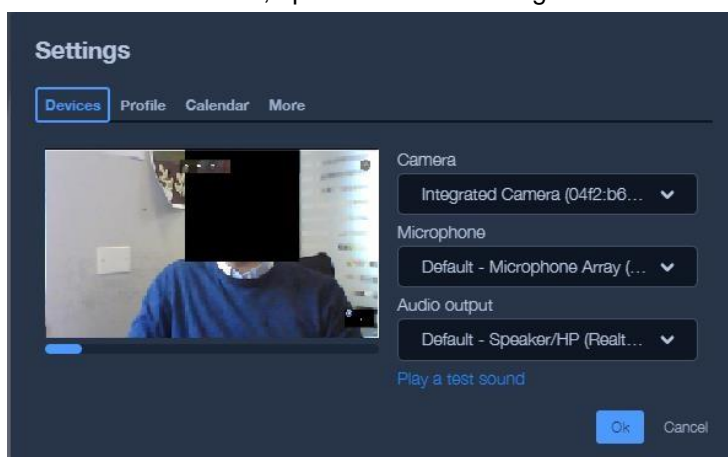 Settings
Devices Profile Calendar More
Camera
Integrated Camera (04f2:b6...
Microphone
Default - Microphone Array (...
Audio output
Default - Speaker/HP (Realt...
Play a test sound
Ok Cancel